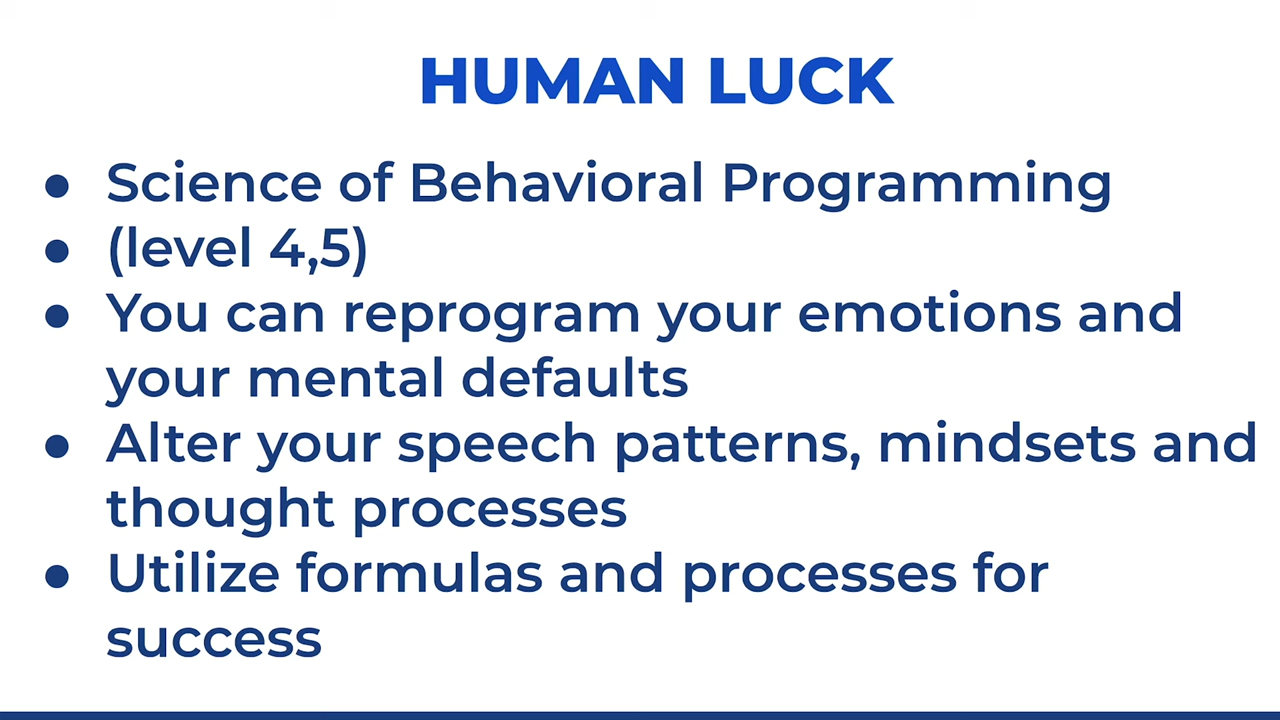 HUMAN LUCK
● Science of Behavioral Programming
● (level 4,5)
● You can reprogram your emotions and
your mental defaults
● Alter your speech patterns, mindsets and
thought processes
● Utilize formulas and processes for
success